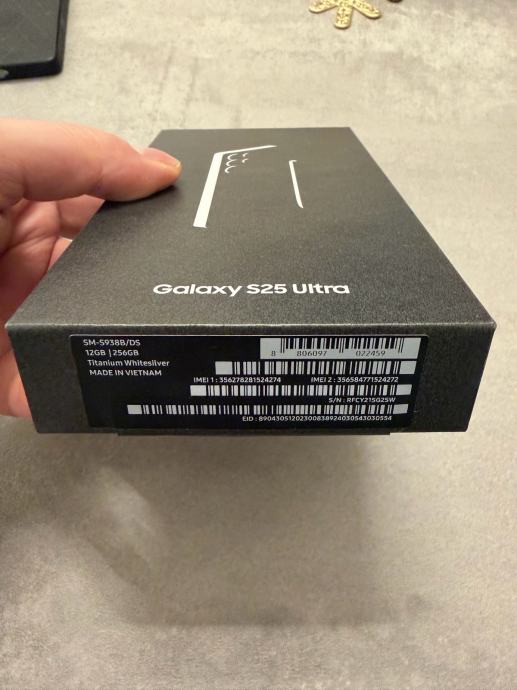 Galaxy S25 Ultra
SM-S938B/DS
12GB | 256GB
Titanium Whitesilver
MADE IN VIETNAM
8 806097 022459
IMEI 1 : 356278281524274 IMEI 2 : 356584771524272
S/N : RFCY215G25W
EID : 89043051202300838924030543030554